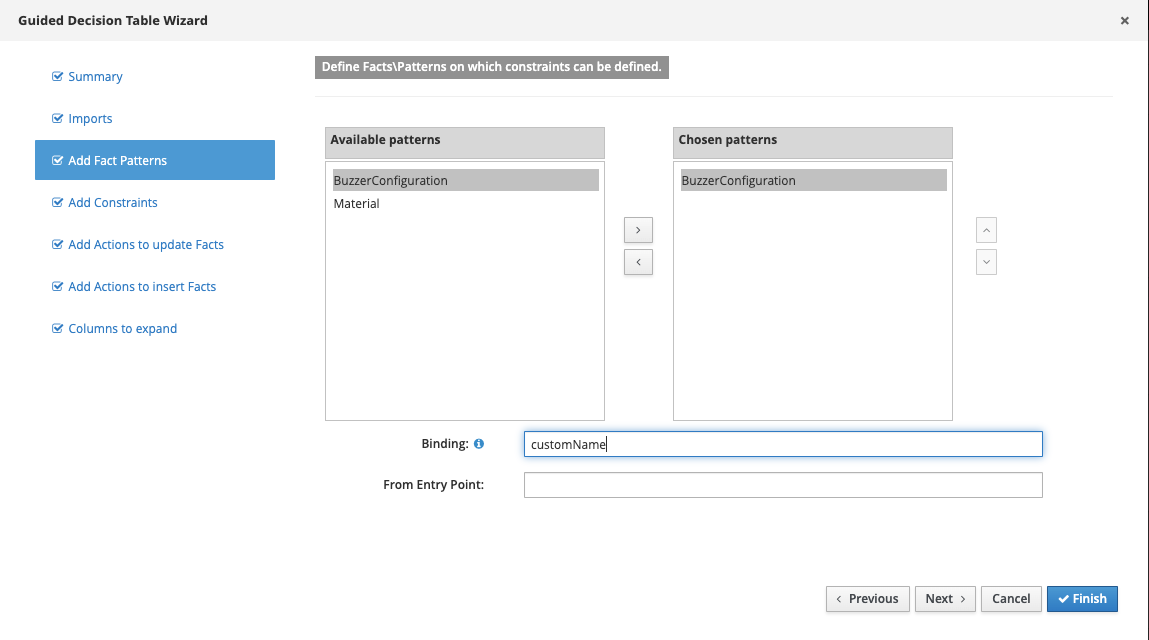 Guided Decision Table Wizard
Summary
Imports
Add Fact Patterns
Add Constraints
Add Actions to update Facts
Add Actions to insert Facts
Columns to expand
Define Facts\Patterns on which constraints can be defined.
Available patterns
BuzzerConfiguration
Material
Chosen patterns
BuzzerConfiguration
Binding:
customName
From Entry Point:
Previous
Next
Cancel
Finish